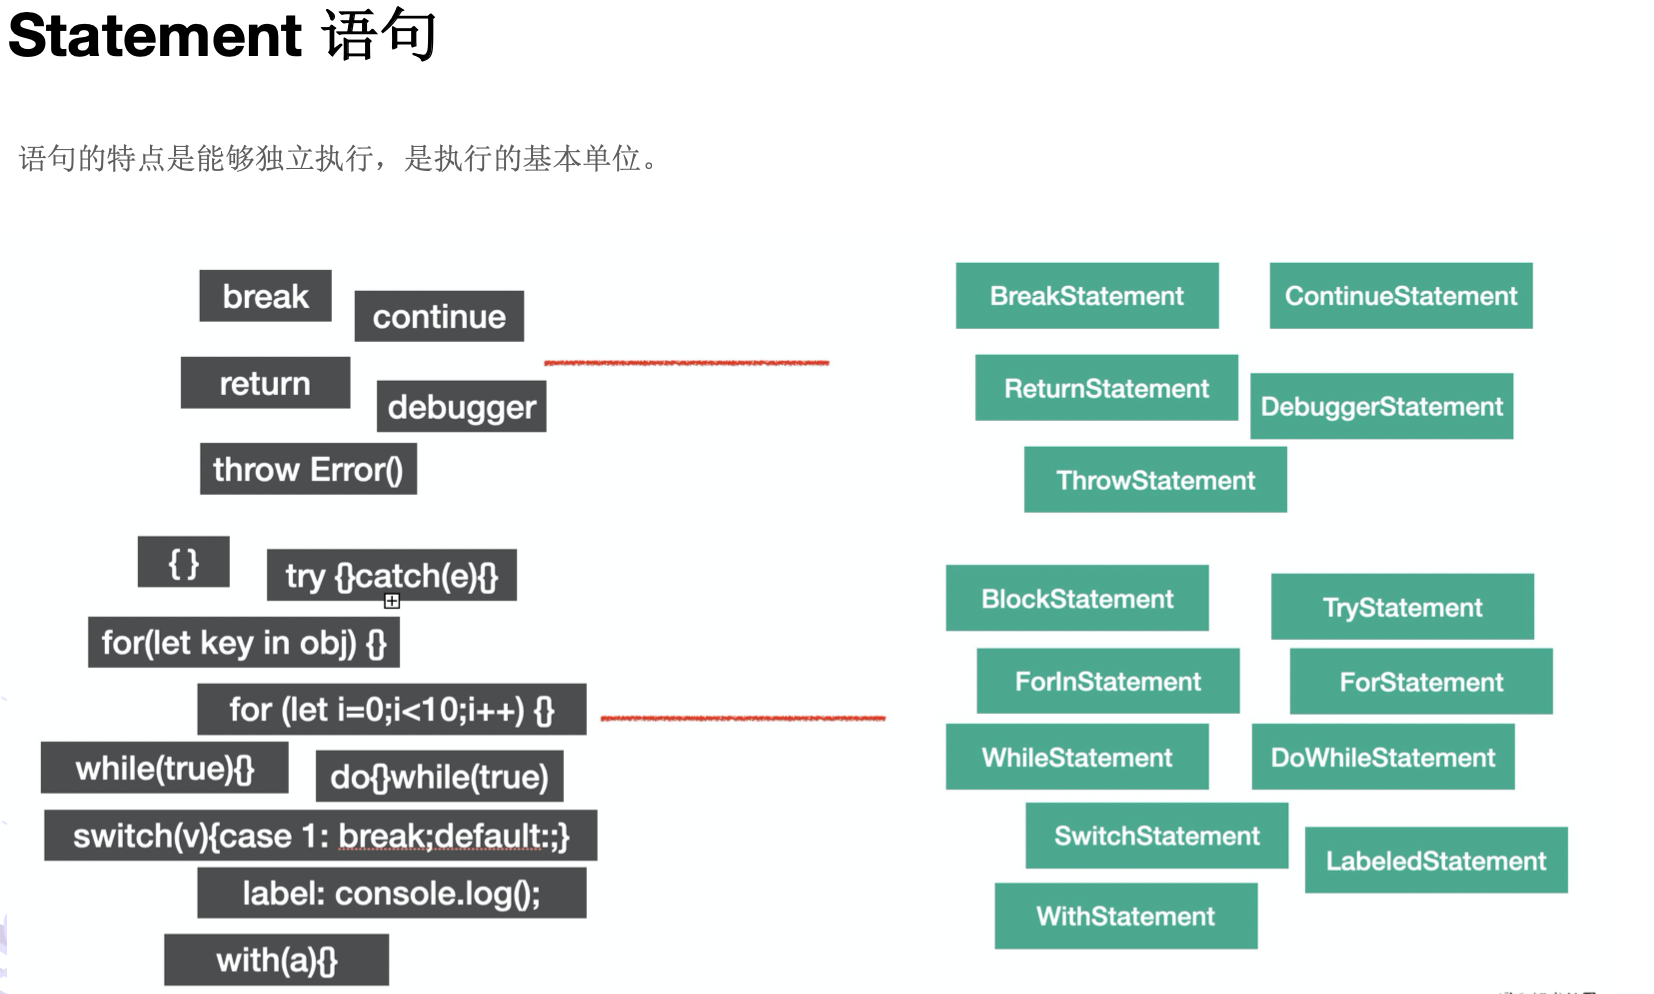 Statement 语句
语句的特点是能够独立执行，是执行的基本单位。
break
continue
return
debugger
throw Error()
{ }
try {}catch(e){}
for(let key in obj) {}
for (let i=0;i<10;i++) {}
while(true){}
do{}while(true)
switch(v){case 1: break;default:;}
label: console.log();
with(a){}
BreakStatement
ContinueStatement
ReturnStatement
DebuggerStatement
ThrowStatement
BlockStatement
TryStatement
ForInStatement
ForStatement
WhileStatement
DoWhileStatement
SwitchStatement
LabeledStatement
WithStatement